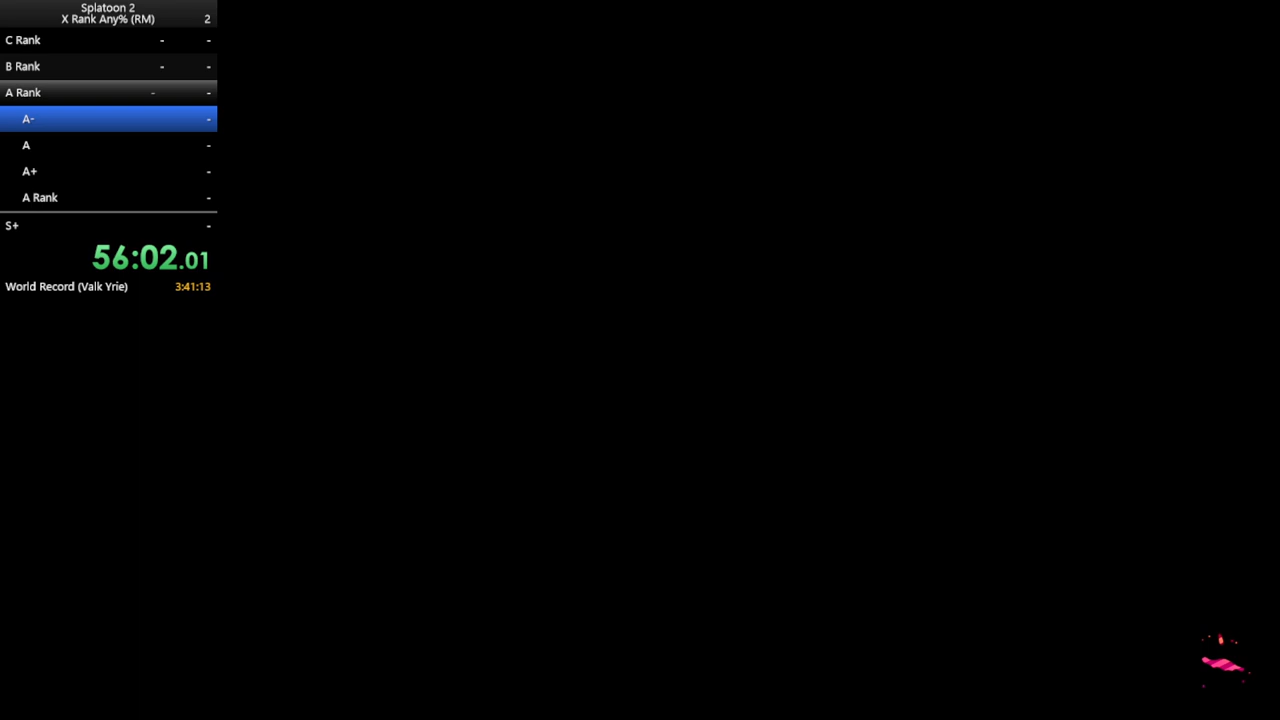 Splatoon 2
X Rank Any% (RM) 2
C Rank - -
B Rank - -
A Rank - -
A- -
A -
A+ -
A Rank -
S+ -
56:02.01
World Record (Valk Yrie) 3:41:13